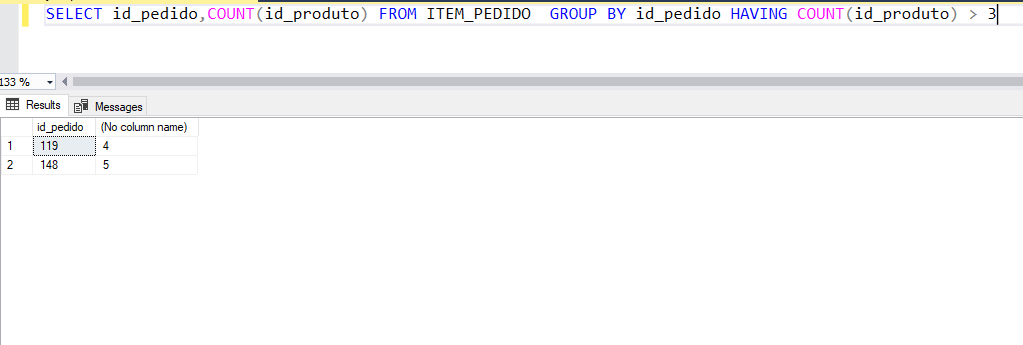 SELECT id_pedido,COUNT(id_produto) FROM ITEM_PEDIDO  GROUP BY id_pedido HAVING COUNT(id_produto) > 3
133 %
Results Messages
id_pedido (No column name)
1 119 4
2 148 5